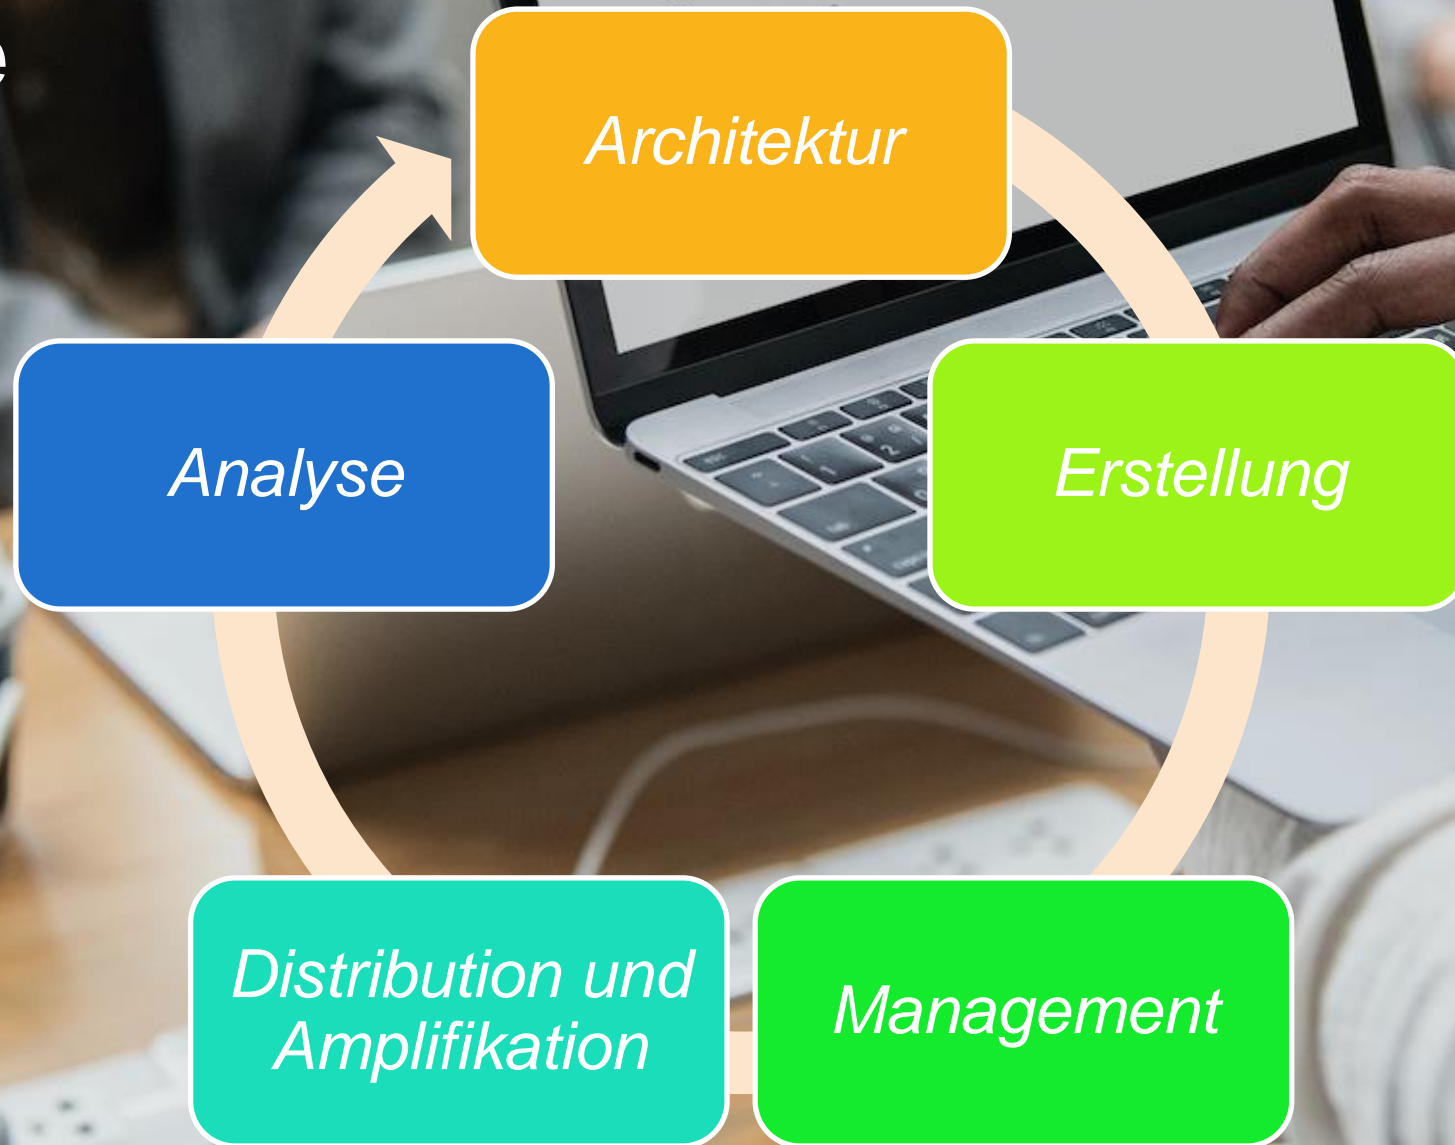 Architektur
Erstellung
Management
Distribution und
Amplifikation
Analyse